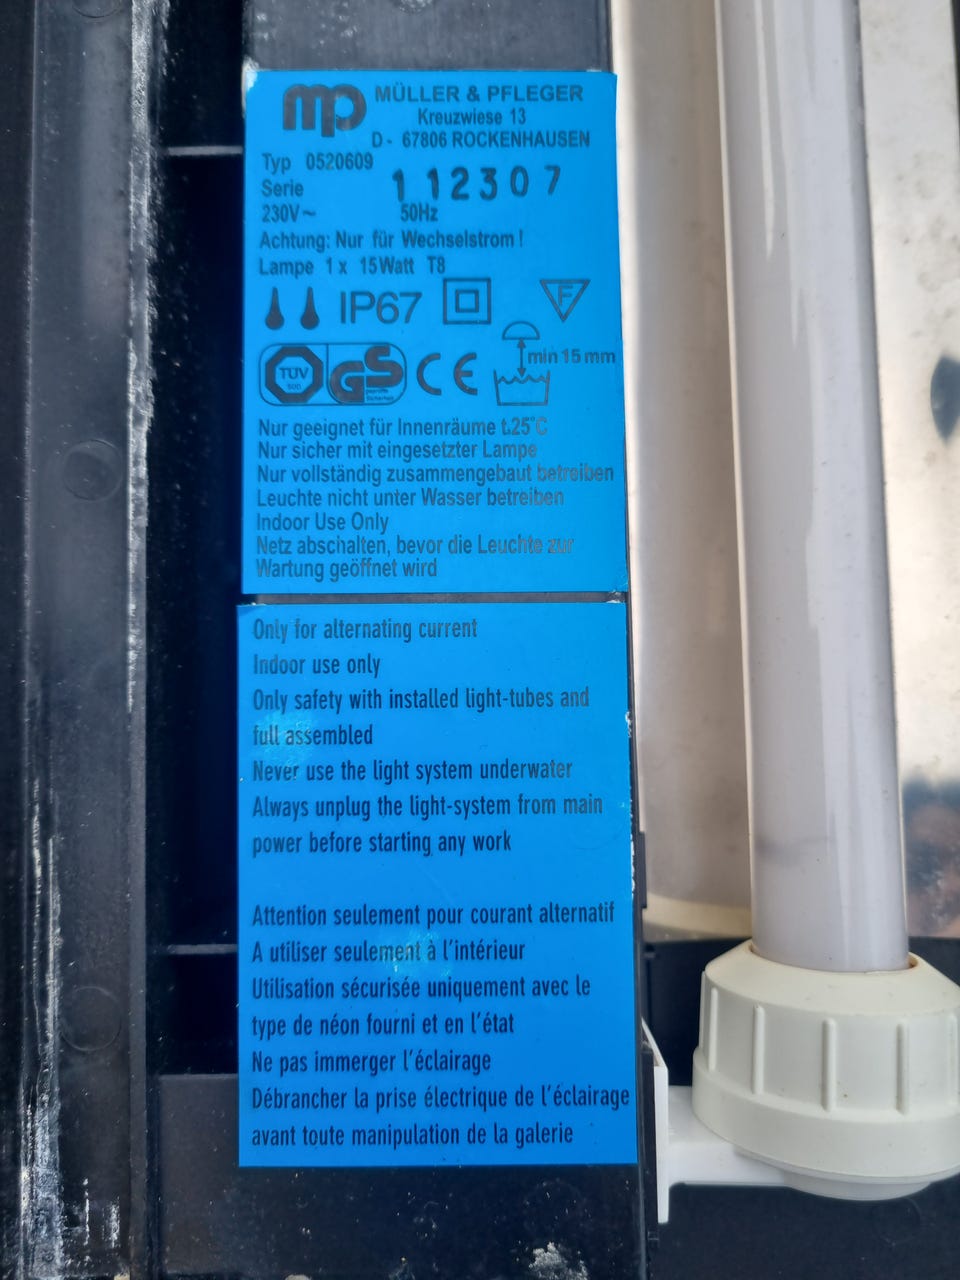 mp MÜLLER & PFLEGER
Kreuzwiese 13
D - 67806 ROCKENHAUSEN
Typ 0520609
Serie 112307
230V~ 50Hz
Achtung: Nur für Wechselstrom!
Lampe 1 x 15Watt T8
IP67 F
TÜV SÜD GS geprüfte Sicherheit CE min 15 mm
Nur geeignet für Innenräume t.25°C
Nur sicher mit eingesetzter Lampe
Nur vollständig zusammengebaut betreiben
Leuchte nicht unter Wasser betreiben
Indoor Use Only
Netz abschalten, bevor die Leuchte zur
Wartung geöffnet wird
Only for alternating current
Indoor use only
Only safety with installed light-tubes and
full assembled
Never use the light system underwater
Always unplug the light-system from main
power before starting any work
Attention seulement pour courant alternatif
A utiliser seulement à l'intérieur
Utilisation sécurisée uniquement avec le
type de néon fourni et en l'état
Ne pas immerger l'éclairage
Débrancher la prise électrique de l'éclairage
avant toute manipulation de la galerie